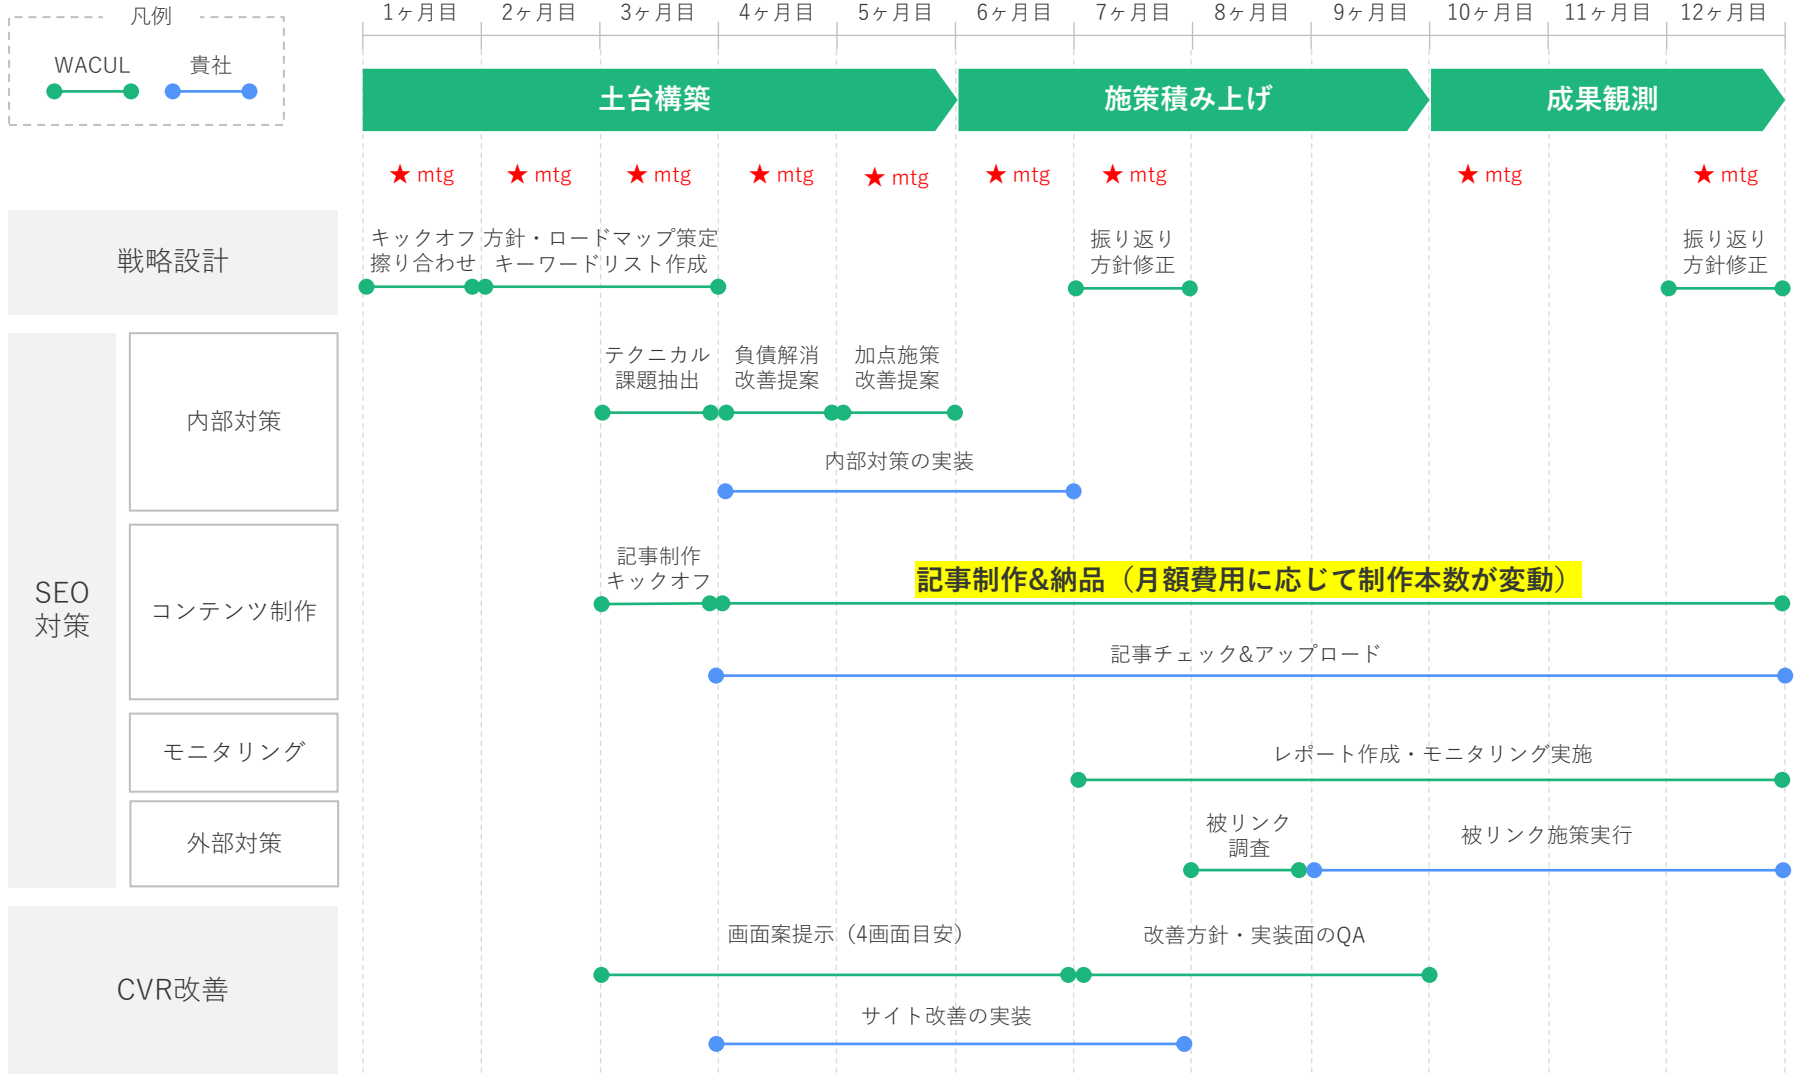 凡例
WACUL
貴社
1ヶ月目
2ヶ月目
3ヶ月目
4ヶ月目
5ヶ月目
6ヶ月目
7ヶ月目
8ヶ月目
9ヶ月目
10ヶ月目
11ヶ月目
12ヶ月目
土台構築
施策積み上げ
成果観測
★ mtg
★ mtg
★ mtg
★ mtg
★ mtg
★ mtg
★ mtg
★ mtg
★ mtg
戦略設計
キックオフ
擦り合わせ
方針・ロードマップ策定
キーワードリスト作成
振り返り
方針修正
振り返り
方針修正
SEO
対策
内部対策
テクニカル
課題抽出
負債解消
改善提案
加点施策
改善提案
内部対策の実装
コンテンツ制作
記事制作
キックオフ
記事制作&納品（月額費用に応じて制作本数が変動）
記事チェック&アップロード
モニタリング
レポート作成・モニタリング実施
外部対策
被リンク
調査
被リンク施策実行
CVR改善
画面案提示（4画面目安）
改善方針・実装面のQA
サイト改善の実装